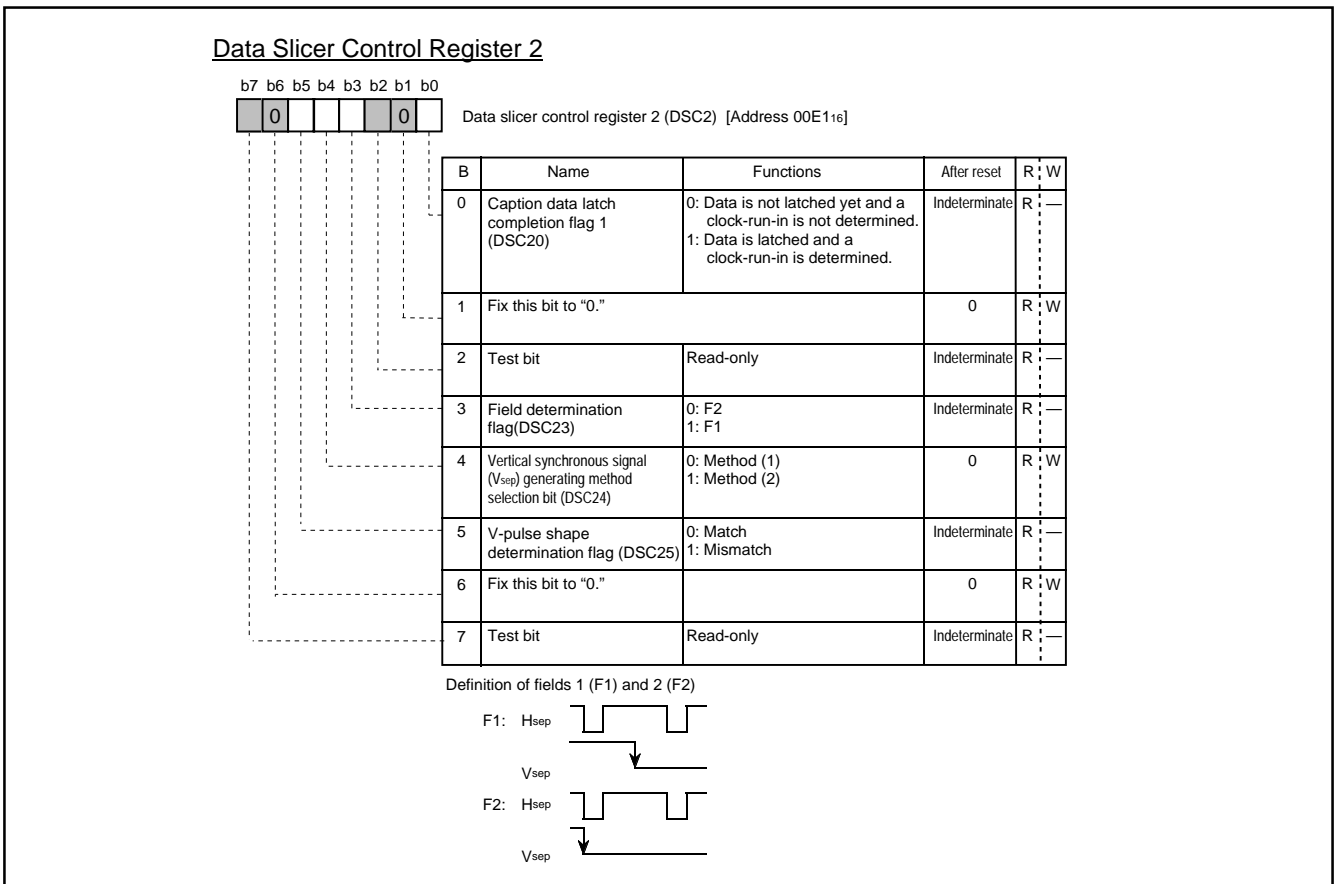 Data Slicer Control Register 2
b7 b6 b5 b4 b3 b2 b1 b0
0 0
Data slicer control register 2 (DSC2) [Address 00E116]
B Name Functions After reset R W
0 Caption data latch completion flag 1 (DSC20) 0: Data is not latched yet and a clock-run-in is not determined. 1: Data is latched and a clock-run-in is determined. Indeterminate R —
1 Fix this bit to “0.” 0 R W
2 Test bit Read-only Indeterminate R —
3 Field determination flag(DSC23) 0: F2 1: F1 Indeterminate R —
4 Vertical synchronous signal (Vsep) generating method selection bit (DSC24) 0: Method (1) 1: Method (2) 0 R W
5 V-pulse shape determination flag (DSC25) 0: Match 1: Mismatch Indeterminate R —
6 Fix this bit to “0.” 0 R W
7 Test bit Read-only Indeterminate R —
Definition of fields 1 (F1) and 2 (F2)
F1: Hsep
Vsep
F2: Hsep
Vsep